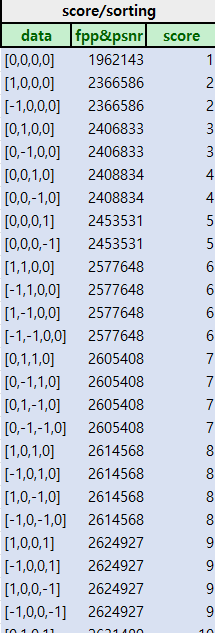 score/sorting
data fpp&psnr score
[0,0,0,0] 1962143 1
[1,0,0,0] 2366586 2
[-1,0,0,0] 2366586 2
[0,1,0,0] 2406833 3
[0,-1,0,0] 2406833 3
[0,0,1,0] 2408834 4
[0,0,-1,0] 2408834 4
[0,0,0,1] 2453531 5
[0,0,0,-1] 2453531 5
[1,1,0,0] 2577648 6
[-1,1,0,0] 2577648 6
[1,-1,0,0] 2577648 6
[-1,-1,0,0] 2577648 6
[0,1,1,0] 2605408 7
[0,-1,1,0] 2605408 7
[0,1,-1,0] 2605408 7
[0,-1,-1,0] 2605408 7
[1,0,1,0] 2614568 8
[-1,0,1,0] 2614568 8
[1,0,-1,0] 2614568 8
[-1,0,-1,0] 2614568 8
[1,0,0,1] 2624927 9
[-1,0,0,1] 2624927 9
[1,0,0,-1] 2624927 9
[-1,0,0,-1] 2624927 9